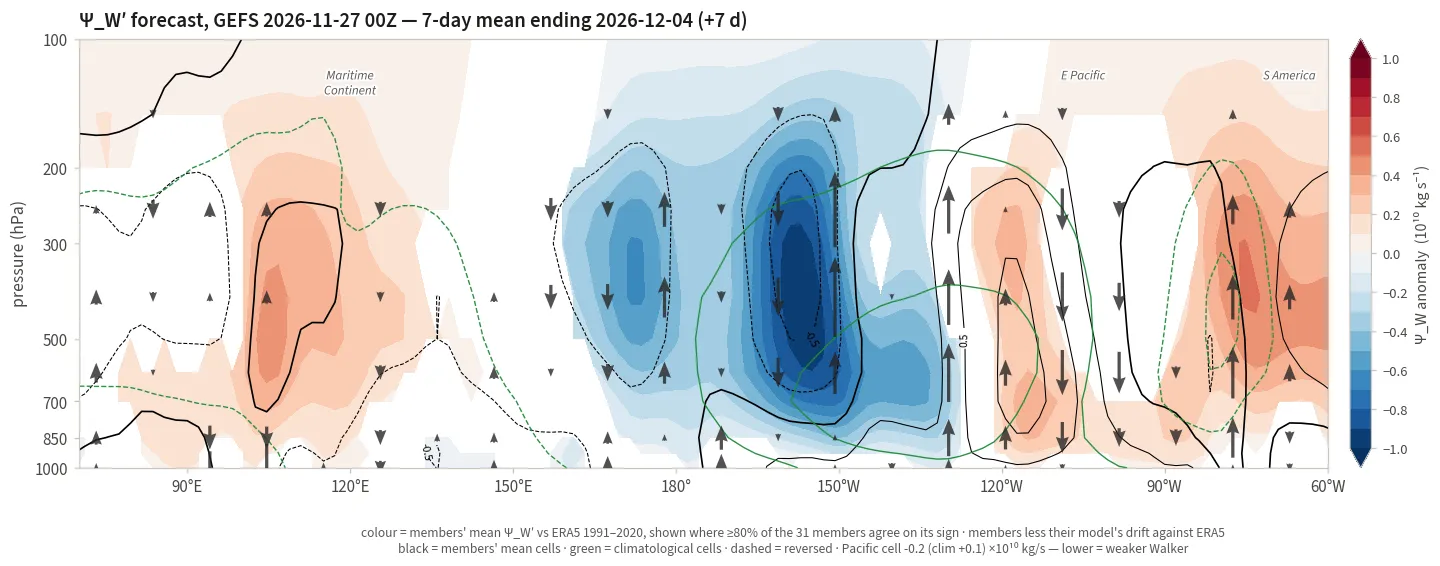 Ψ_W′ forecast, GEFS 2026-11-27 00Z — 7-day mean ending 2026-12-04 (+7 d)
100
200
300
400
500
700
850
1000
pressure (hPa)
Maritime
Continent
E Pacific
S America
0.5
0.5
0.5
90°E
120°E
150°E
180°
150°W
120°W
90°W
60°W
1.0
0.8
0.6
0.4
0.2
0.0
−0.2
−0.4
−0.6
−0.8
−1.0
Ψ_W anomaly (10¹⁰ kg s⁻¹)
colour = members' mean Ψ_W′ vs ERA5 1991–2020, shown where ≥80% of the 31 members agree on its sign · members less their model's drift against ERA5
black = members' mean cells · green = climatological cells · dashed = reversed · Pacific cell -0.2 (clim +0.1) ×10¹⁰ kg/s — lower = weaker Walker